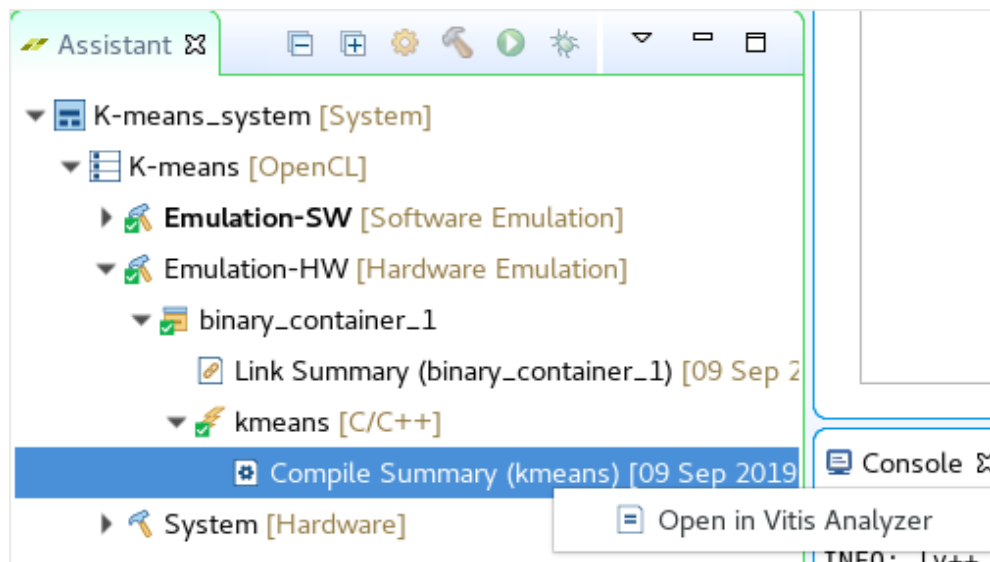 Assistant
K-means_system [System]
K-means [OpenCL]
Emulation-SW [Software Emulation]
Emulation-HW [Hardware Emulation]
binary_container_1
Link Summary (binary_container_1) [09 Sep 2
kmeans [C/C++]
Compile Summary (kmeans) [09 Sep 2019
Console
System [Hardware]
Open in Vitis Analyzer
INFO: [v++